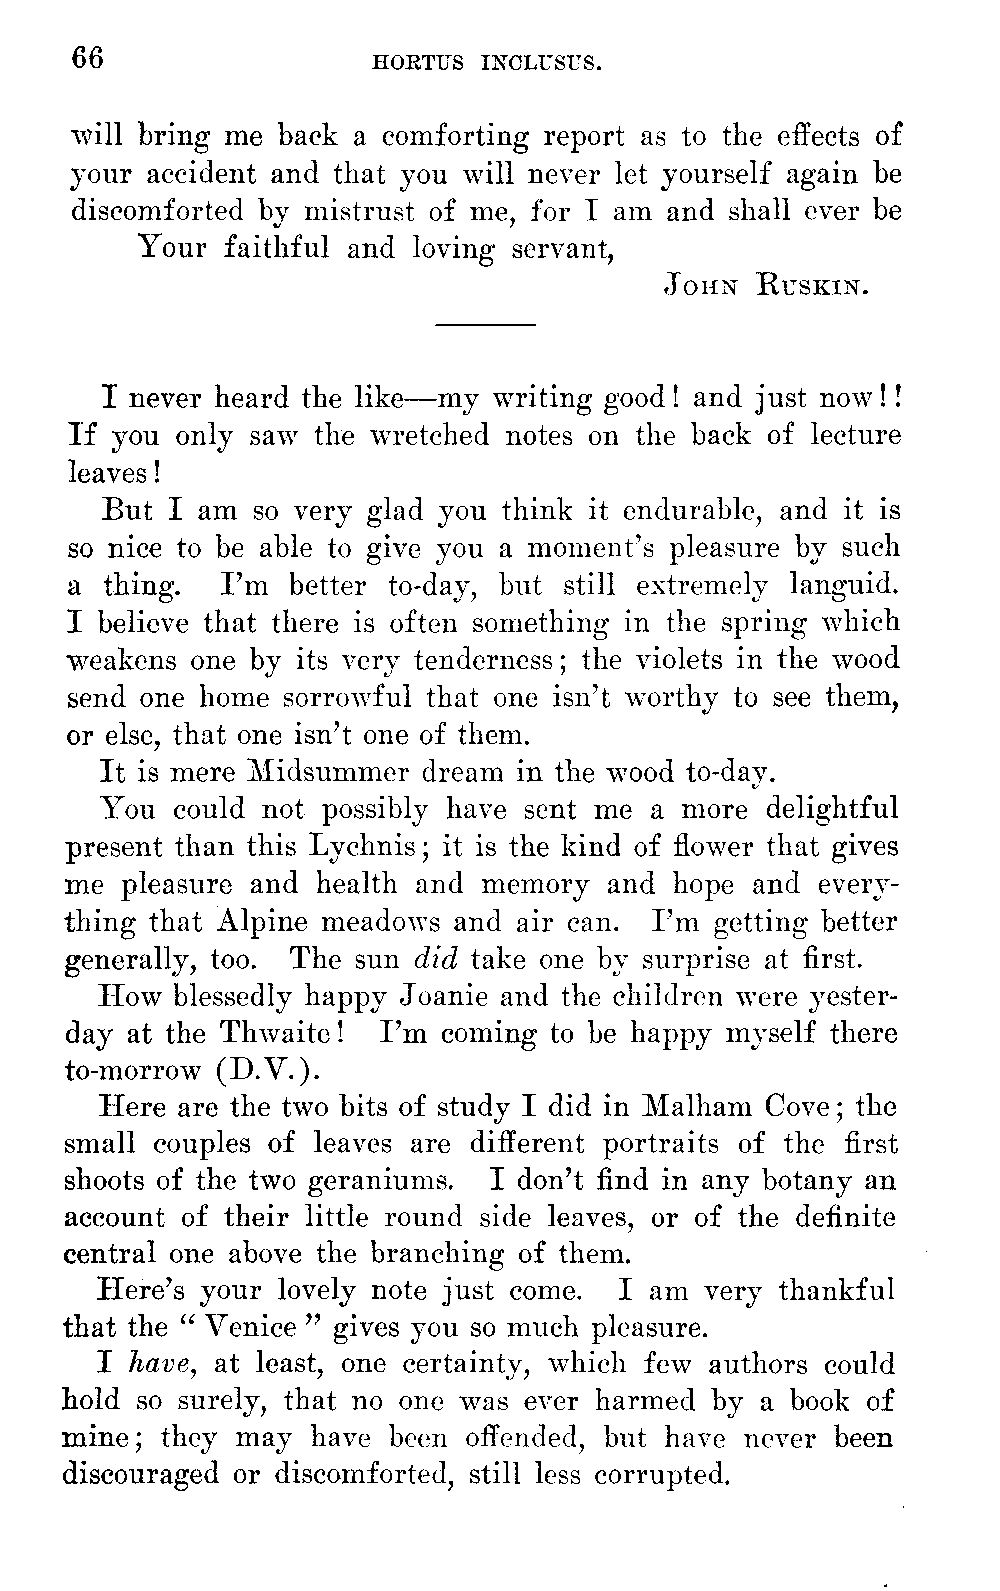 66 HORTUS INCLUSUS.
will bring me back a comforting report as to the effects of
your accident and that you will never let yourself again be
discomforted by mistrust of me, for I am and shall ever be
Your faithful and loving servant,
JOHN RUSKIN.
I never heard the like—my writing good! and just now!!
If you only saw the wretched notes on the back of lecture
leaves!
But I am so very glad you think it endurable, and it is
so nice to be able to give you a moment's pleasure by such
a thing. I'm better to-day, but still extremely languid.
I believe that there is often something in the spring which
weakens one by its very tenderness; the violets in the wood
send one home sorrowful that one isn't worthy to see them,
or else, that one isn't one of them.
It is mere Midsummer dream in the wood to-day.
You could not possibly have sent me a more delightful
present than this Lychnis; it is the kind of flower that gives
me pleasure and health and memory and hope and every-
thing that Alpine meadows and air can. I'm getting better
generally, too. The sun did take one by surprise at first.
How blessedly happy Joanie and the children were yester-
day at the Thwaite! I'm coming to be happy myself there
to-morrow (D.V.).
Here are the two bits of study I did in Malham Cove; the
small couples of leaves are different portraits of the first
shoots of the two geraniums. I don't find in any botany an
account of their little round side leaves, or of the definite
central one above the branching of them.
Here's your lovely note just come. I am very thankful
that the "Venice" gives you so much pleasure.
I have, at least, one certainty, which few authors could
hold so surely, that no one was ever harmed by a book of
mine; they may have been offended, but have never been
discouraged or discomforted, still less corrupted.